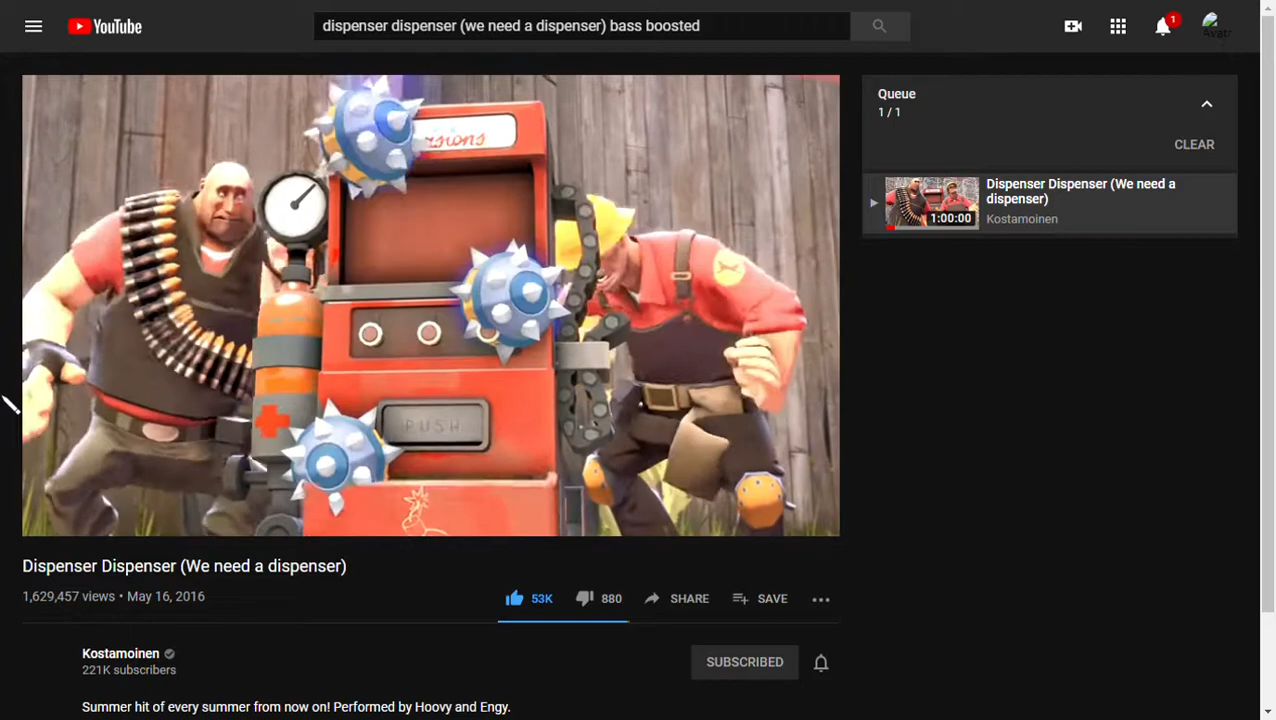 YouTube
dispenser dispenser (we need a dispenser) bass boosted
1
Avatr
Queue
1 / 1
CLEAR
Dispenser Dispenser (We need a
dispenser)
Kostamoinen
1:00:00
PUSH
Dispenser Dispenser (We need a dispenser)
1,629,457 views • May 16, 2016
53K 880 SHARE SAVE
Kostamoinen
221K subscribers
SUBSCRIBED
Summer hit of every summer from now on! Performed by Hoovy and Engy.